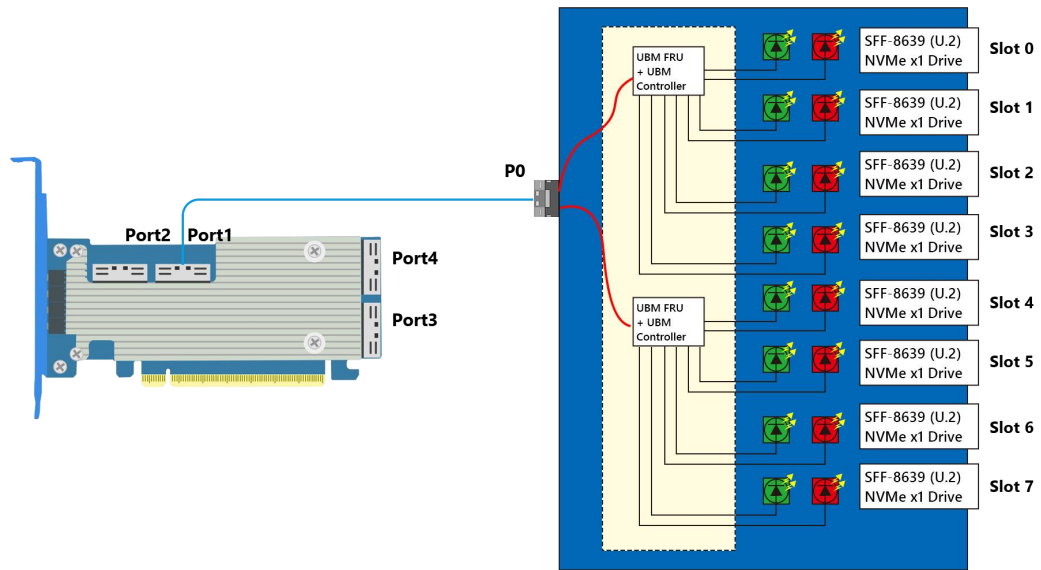 Port2
Port1
Port4
Port3
P0
UBM FRU
+ UBM
Controller
UBM FRU
+ UBM
Controller
SFF-8639 (U.2)
NVMe x1 Drive
Slot 0
SFF-8639 (U.2)
NVMe x1 Drive
Slot 1
SFF-8639 (U.2)
NVMe x1 Drive
Slot 2
SFF-8639 (U.2)
NVMe x1 Drive
Slot 3
SFF-8639 (U.2)
NVMe x1 Drive
Slot 4
SFF-8639 (U.2)
NVMe x1 Drive
Slot 5
SFF-8639 (U.2)
NVMe x1 Drive
Slot 6
SFF-8639 (U.2)
NVMe x1 Drive
Slot 7